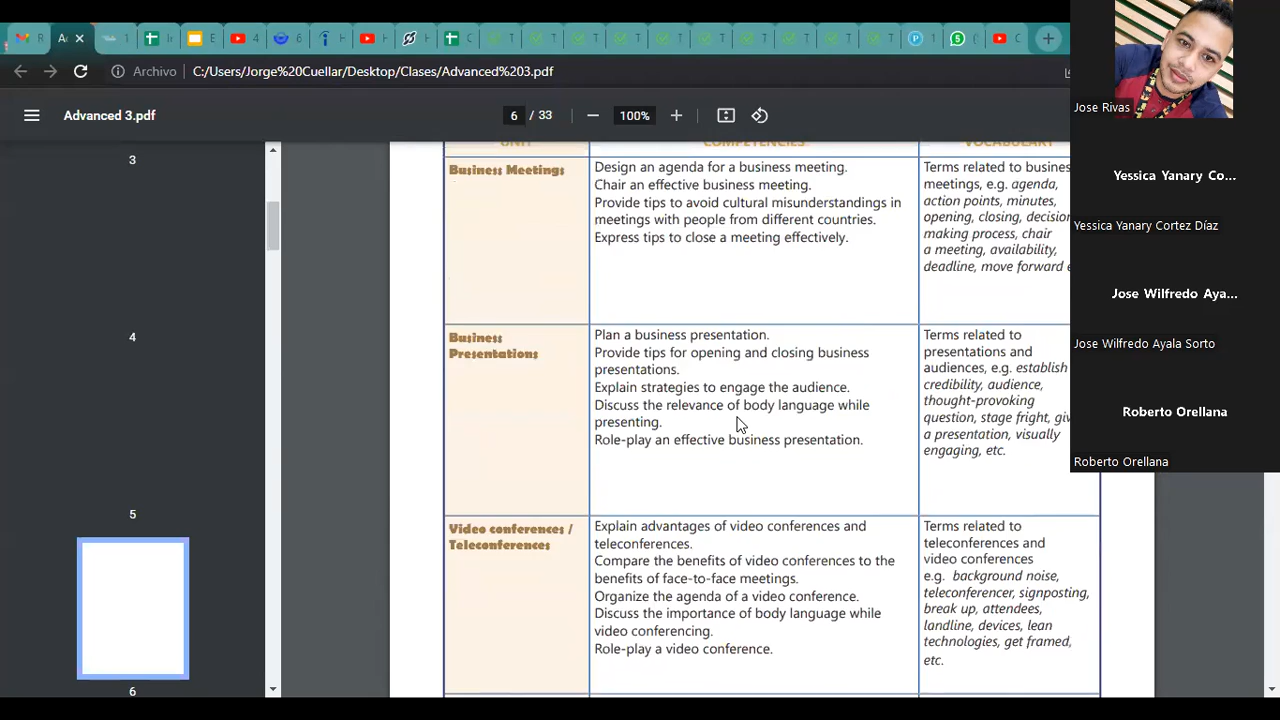 Archivo
C:/Users/Jorge%20Cuellar/Desktop/Clases/Advanced%203.pdf
Advanced 3.pdf
6 / 33
100%
3
4
5
6
UNIT
COMPETENCIES
VOCABULARY
Business Meetings
Design an agenda for a business meeting.
Chair an effective business meeting.
Provide tips to avoid cultural misunderstandings in
meetings with people from different countries.
Express tips to close a meeting effectively.
Terms related to busines
meetings, e.g. agenda,
action points, minutes,
opening, closing, decision
making process, chair
a meeting, availability,
deadline, move forward e
Business
Presentations
Plan a business presentation.
Provide tips for opening and closing business
presentations.
Explain strategies to engage the audience.
Discuss the relevance of body language while
presenting.
Role-play an effective business presentation.
Terms related to
presentations and
audiences, e.g. establish
credibility, audience,
thought-provoking
question, stage fright, giv
a presentation, visually
engaging, etc.
Video conferences /
Teleconferences
Explain advantages of video conferences and
teleconferences.
Compare the benefits of video conferences to the
benefits of face-to-face meetings.
Organize the agenda of a video conference.
Discuss the importance of body language while
video conferencing.
Role-play a video conference.
Terms related to
teleconferences and
video conferences
e.g. background noise,
teleconferencer, signposting,
break up, attendees,
landline, devices, lean
technologies, get framed,
etc.
Jose Rivas
Yessica Yanary Co...
Yessica Yanary Cortez Díaz
Jose Wilfredo Aya...
Jose Wilfredo Ayala Sorto
Roberto Orellana
Roberto Orellana